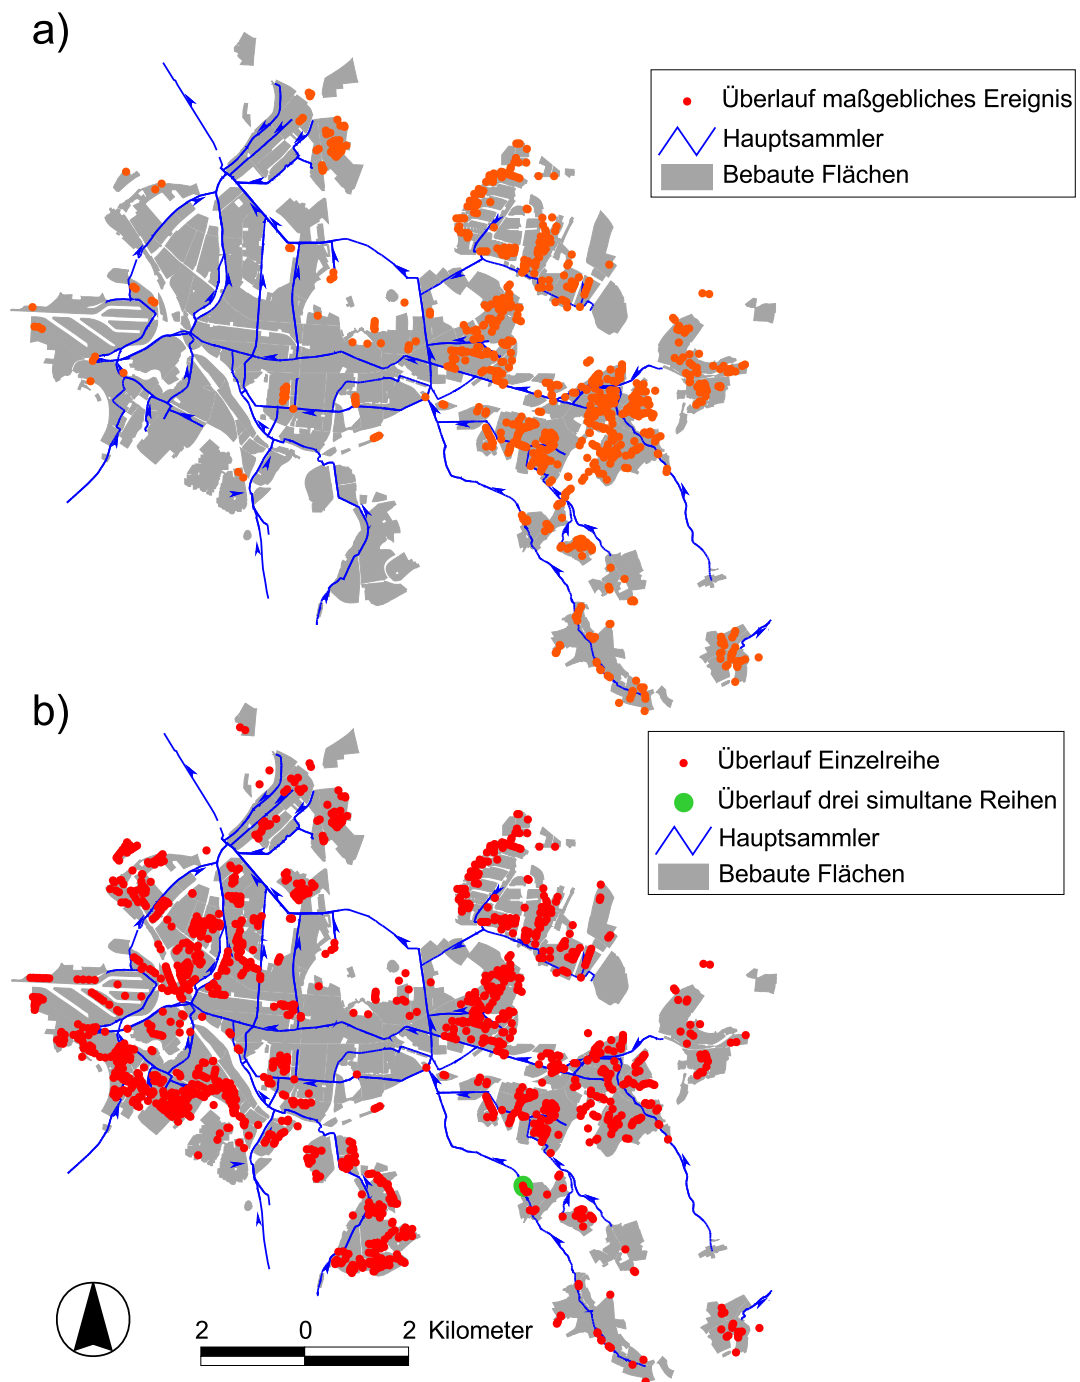 a)
Überlauf maßgebliches Ereignis
Hauptsammler
Bebaute Flächen
b)
Überlauf Einzelreihe
Überlauf drei simultane Reihen
Hauptsammler
Bebaute Flächen
2 0 2 Kilometer